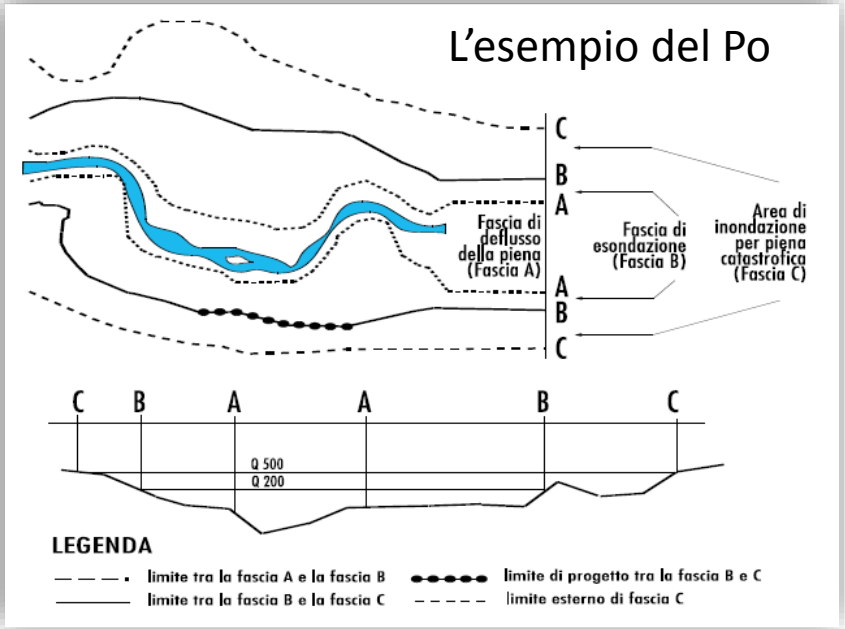 L'esempio del Po
C
B
A
Fascia di
deflusso
della piena
(Fascia A)
Fascia di
esondazione
(Fascia B)
Area di
inondazione
per piena
catastrofica
(Fascia C)
A
B
C
C B A A B C
Q 500
Q 200
LEGENDA
limite tra la fascia A e la fascia B
limite di progetto tra la fascia B e C
limite tra la fascia B e la fascia C
limite esterno di fascia C